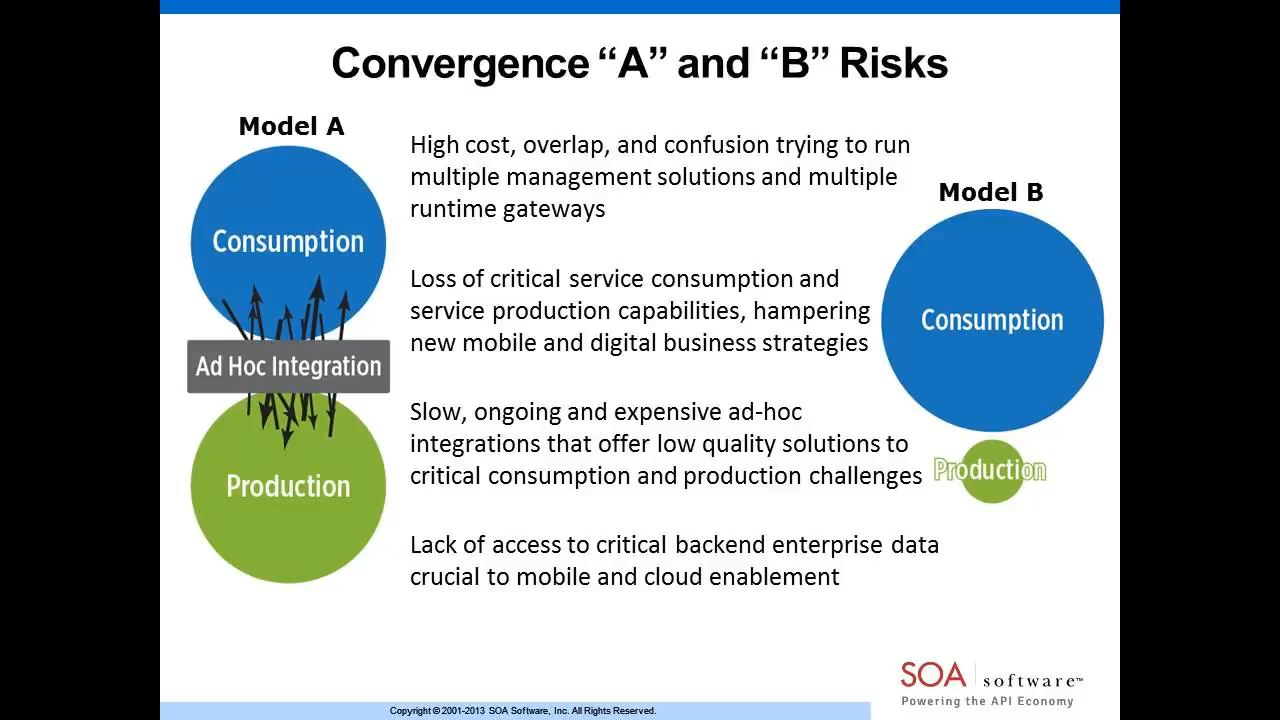 Convergence “A” and “B” Risks
Model A
Consumption
Ad Hoc Integration
Production
High cost, overlap, and confusion trying to run
multiple management solutions and multiple
runtime gateways
Loss of critical service consumption and
service production capabilities, hampering
new mobile and digital business strategies
Slow, ongoing and expensive ad-hoc
integrations that offer low quality solutions to
critical consumption and production challenges
Lack of access to critical backend enterprise data
crucial to mobile and cloud enablement
Model B
Consumption
Production
SOA software™
Powering the API Economy
Copyright © 2001-2013 SOA Software, Inc. All Rights Reserved.